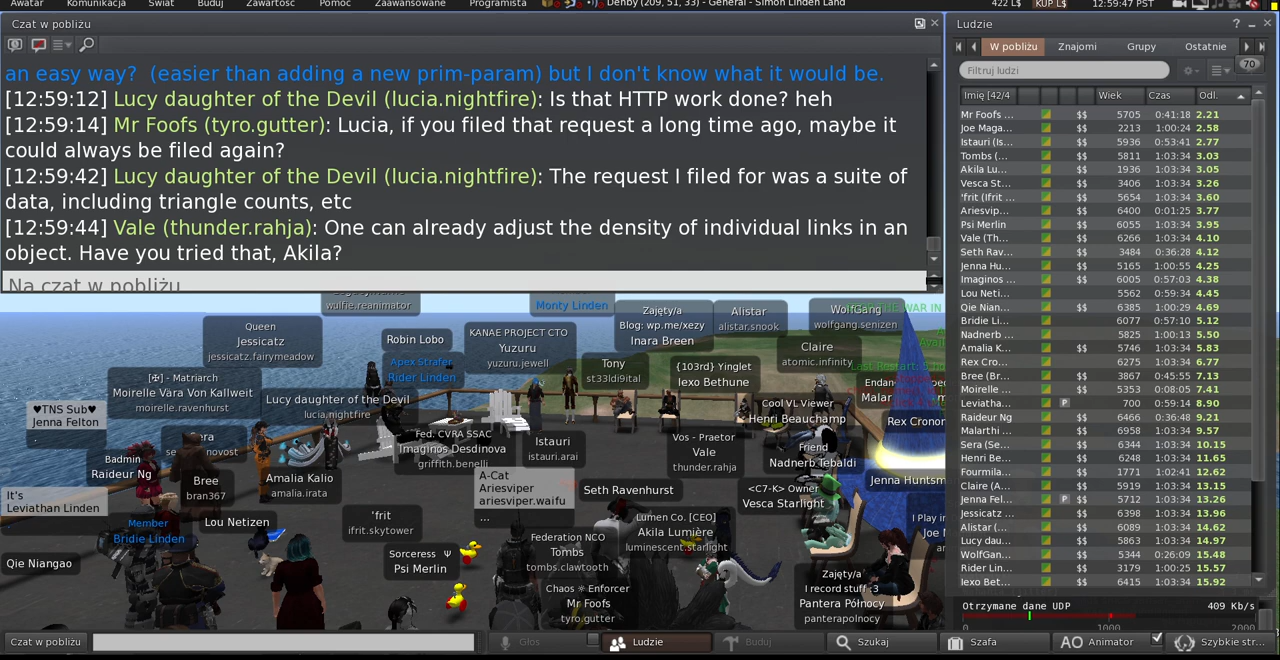 Awatar Komunikacja Świat Buduj Zawartość Pomoc Zaawansowane Programista Denby (209, 51, 33) - General - Simon Linden Land 422 L$ KUP L$ 12:59:47 PST
Czat w pobliżu
an easy way? (easier than adding a new prim-param) but I don't know what it would be.
[12:59:12] Lucy daughter of the Devil (lucia.nightfire): Is that HTTP work done? heh
[12:59:14] Mr Foofs (tyro.gutter): Lucia, if you filed that request a long time ago, maybe it
could always be filed again?
[12:59:42] Lucy daughter of the Devil (lucia.nightfire): The request I filed for was a suite of
data, including triangle counts, etc
[12:59:44] Vale (thunder.rahja): One can already adjust the density of individual links in an
object. Have you tried that, Akila?
Na czat w pobliżu
wulfie.reanimator
Monty Linden
Zajęty/a
Blog: wp.me/xezy
Inara Breen
Alistar
alistar.snook
WolfGang
wolfgang.senizen
THE WAR IN
Queen
Jessicatz
jessicatz.fairymeadow
Robin Lobo
KANAE PROJECT CTO
Yuzuru
yuzuru.jewell
Claire
atomic.infinity
Apex Strafer
Rider Linden
Tony
st33ldi9ital
{103rd} Yinglet
Iexo Bethune
[✠] - Matriarch
Moirelle Vara Von Kallweit
moirelle.ravenhurst
Lucy daughter of the Devil
lucia.nightfire
Endan
Malar
♥TNS Sub♥
Jenna Felton
.
Cool VL Viewer
Henri Beauchamp
Rex Cronon
Sera
novost
Fed. CVRA SSAC
Imaginos Desdinova
griffith.benelli
Istauri
istauri.arai
Vos - Praetor
Vale
thunder.rahja
Friend
Nadnerb Tebaldi
Badmin
Raideur Ng
Bree
bran367
Amalia Kalio
amalia.irata
A-Cat
Ariesviper
ariesviper.waifu
...
Seth Ravenhurst
<C7-K> Owner
Vesca Starlight
Jenna Huntsm
It's
Leviathan Linden
Member
Bridie Linden
Lou Netizen
'frit
ifrit.skytower
Lumen Co. [CEO]
Akila Lumière
luminescent.starlight
I Play i
Joe
Qie Niangao
Sorceress Ψ
Psi Merlin
Federation NCO
Tombs
tombs.clawtooth
Chaos ☼ Enforcer
Mr Foofs
tyro.gutter
Zajęty/a
I record stuff :3
Pantera Północy
panterapolnocy
Ludzie ?
W pobliżu Znajomi Grupy Ostatnie
Filtruj ludzi 70
Imię [42/4 Wiek Czas Odl.
Mr Foofs ... $$ 5705 0:41:18 2.21
Joe Maga... $$ 2213 1:00:24 2.58
Istauri (Is... $$ 5936 0:53:41 2.77
Tombs (... $$ 5811 1:03:34 3.03
Akila Lu... $$ 1936 1:03:34 3.05
Vesca St... $$ 3406 1:03:34 3.26
'frit (Ifrit ... $$ 5654 1:03:34 3.60
Ariesvip... $$ 6400 0:01:25 3.77
Psi Merlin $$ 6055 1:03:34 3.95
Vale (Th... $$ 6266 1:03:34 4.10
Seth Rav... $$ 3484 0:36:28 4.12
Jenna Hu... $$ 5165 1:00:55 4.25
Imaginos ... $$ 6005 0:57:03 4.38
Lou Neti... 5562 0:59:34 4.45
Qie Nian... $$ 6385 1:00:29 4.69
Bridie Li... 6077 0:57:10 5.12
Nadnerb ... 5825 1:00:13 5.50
Amalia K... $$ 5746 1:03:34 5.83
Rex Cro... 6275 1:03:34 6.77
Bree (Br... $$ 3867 0:45:55 7.13
Moirelle ... $$ 5353 0:08:05 7.41
Leviatha... P 700 0:59:14 8.90
Raideur Ng $$ 6466 0:36:48 9.21
Malarthi ... $$ 6958 1:03:34 9.57
Sera (Se... $$ 6344 1:03:34 10.15
Henri Be... $$ 6248 1:03:34 11.65
Fourmila... $$ 1771 1:02:41 12.62
Claire (A... $$ 5919 1:03:34 13.15
Jenna Fel... P $$ 5712 1:03:34 13.26
Jessicatz ... $$ 6398 1:03:34 13.96
Alistar (... $$ 6089 1:03:34 14.62
Lucy dau... $$ 5863 1:03:34 14.97
WolfGan... $$ 5344 0:26:09 15.48
Rider Lin... $$ 3179 1:00:25 15.57
Iexo Bet... $$ 6415 1:03:34 15.92
Otrzymane dane UDP 409 Kb/s
0 1000 2000
Czat w pobliżu Głos Ludzie Buduj Szukaj Szafa AO Animator Szybkie str...